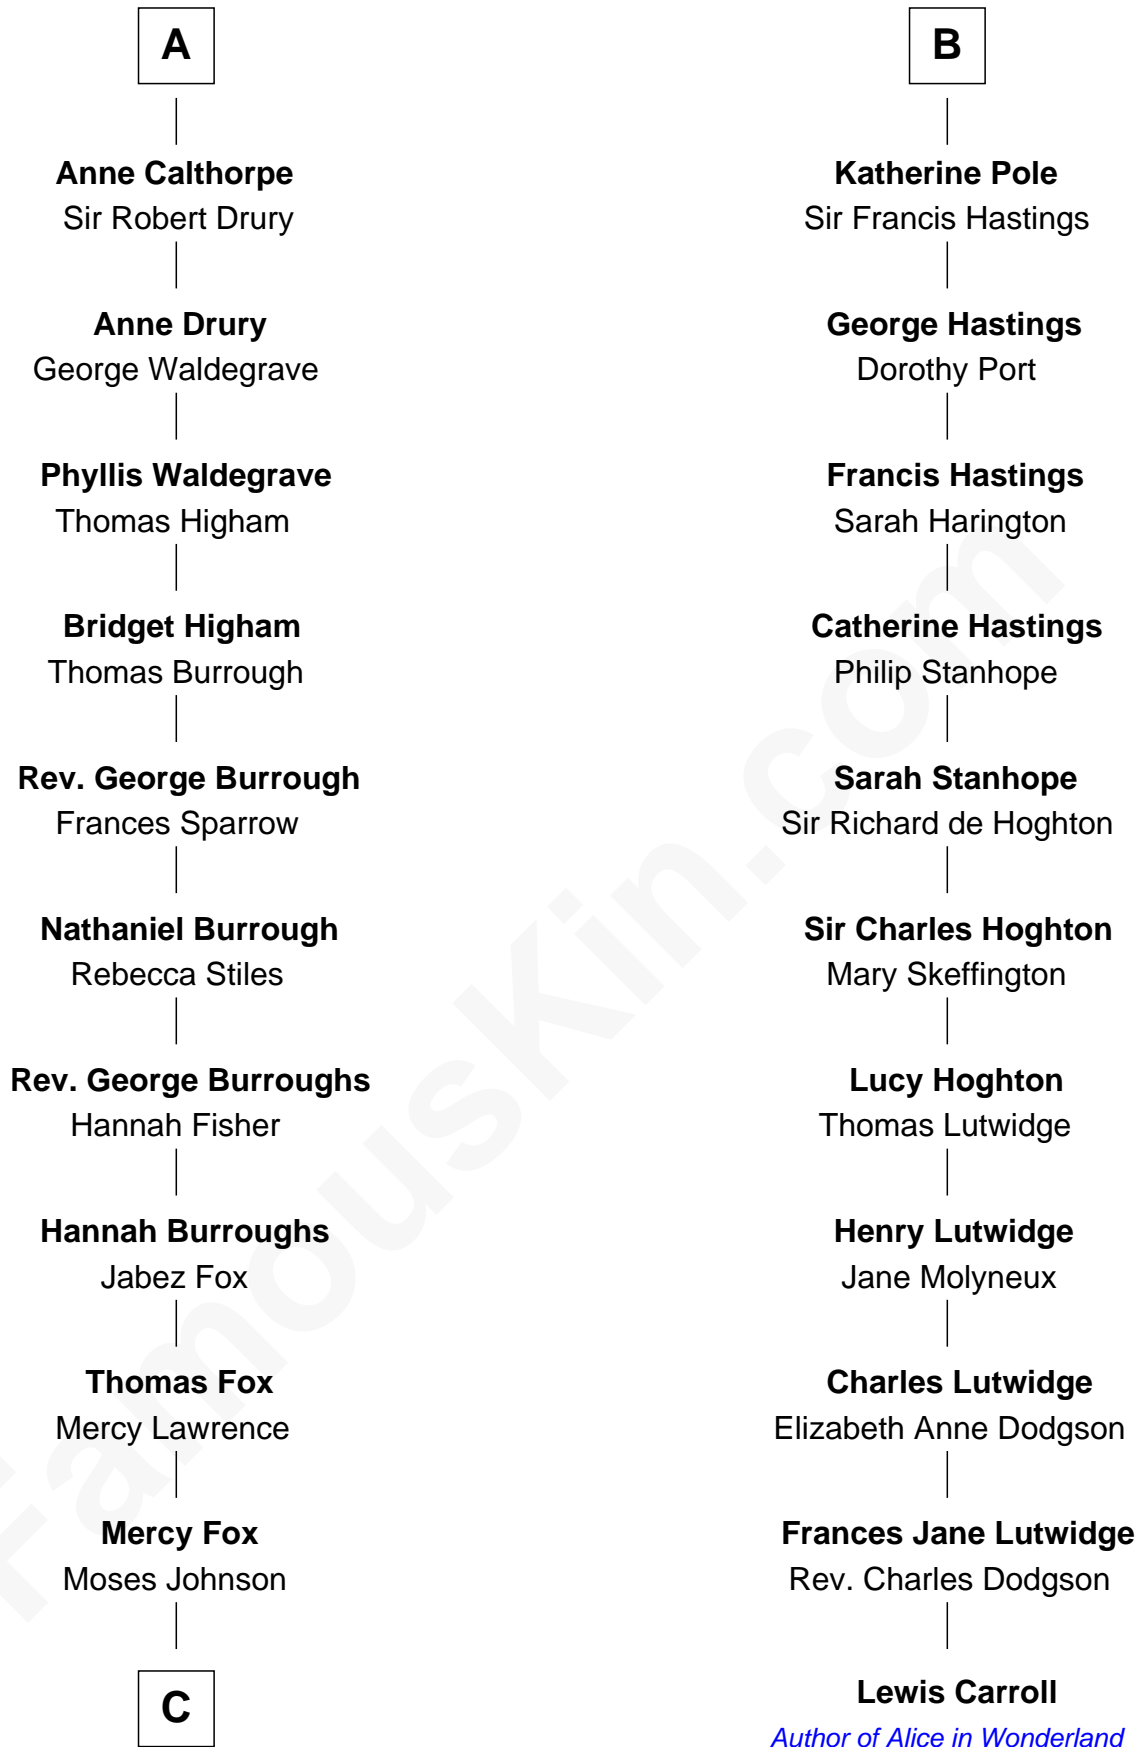 A
Anne Calthorpe
Sir Robert Drury
Anne Drury
George Waldegrave
Phyllis Waldegrave
Thomas Higham
Bridget Higham
Thomas Burrough
Rev. George Burrough
Frances Sparrow
Nathaniel Burrough
Rebecca Stiles
Rev. George Burroughs
Hannah Fisher
Hannah Burroughs
Jabez Fox
Thomas Fox
Mercy Lawrence
Mercy Fox
Moses Johnson
C
B
Katherine Pole
Sir Francis Hastings
George Hastings
Dorothy Port
Francis Hastings
Sarah Harington
Catherine Hastings
Philip Stanhope
Sarah Stanhope
Sir Richard de Hoghton
Sir Charles Hoghton
Mary Skeffington
Lucy Hoghton
Thomas Lutwidge
Henry Lutwidge
Jane Molyneux
Charles Lutwidge
Elizabeth Anne Dodgson
Frances Jane Lutwidge
Rev. Charles Dodgson
Lewis Carroll
Author of Alice in Wonderland
FamousKin.com